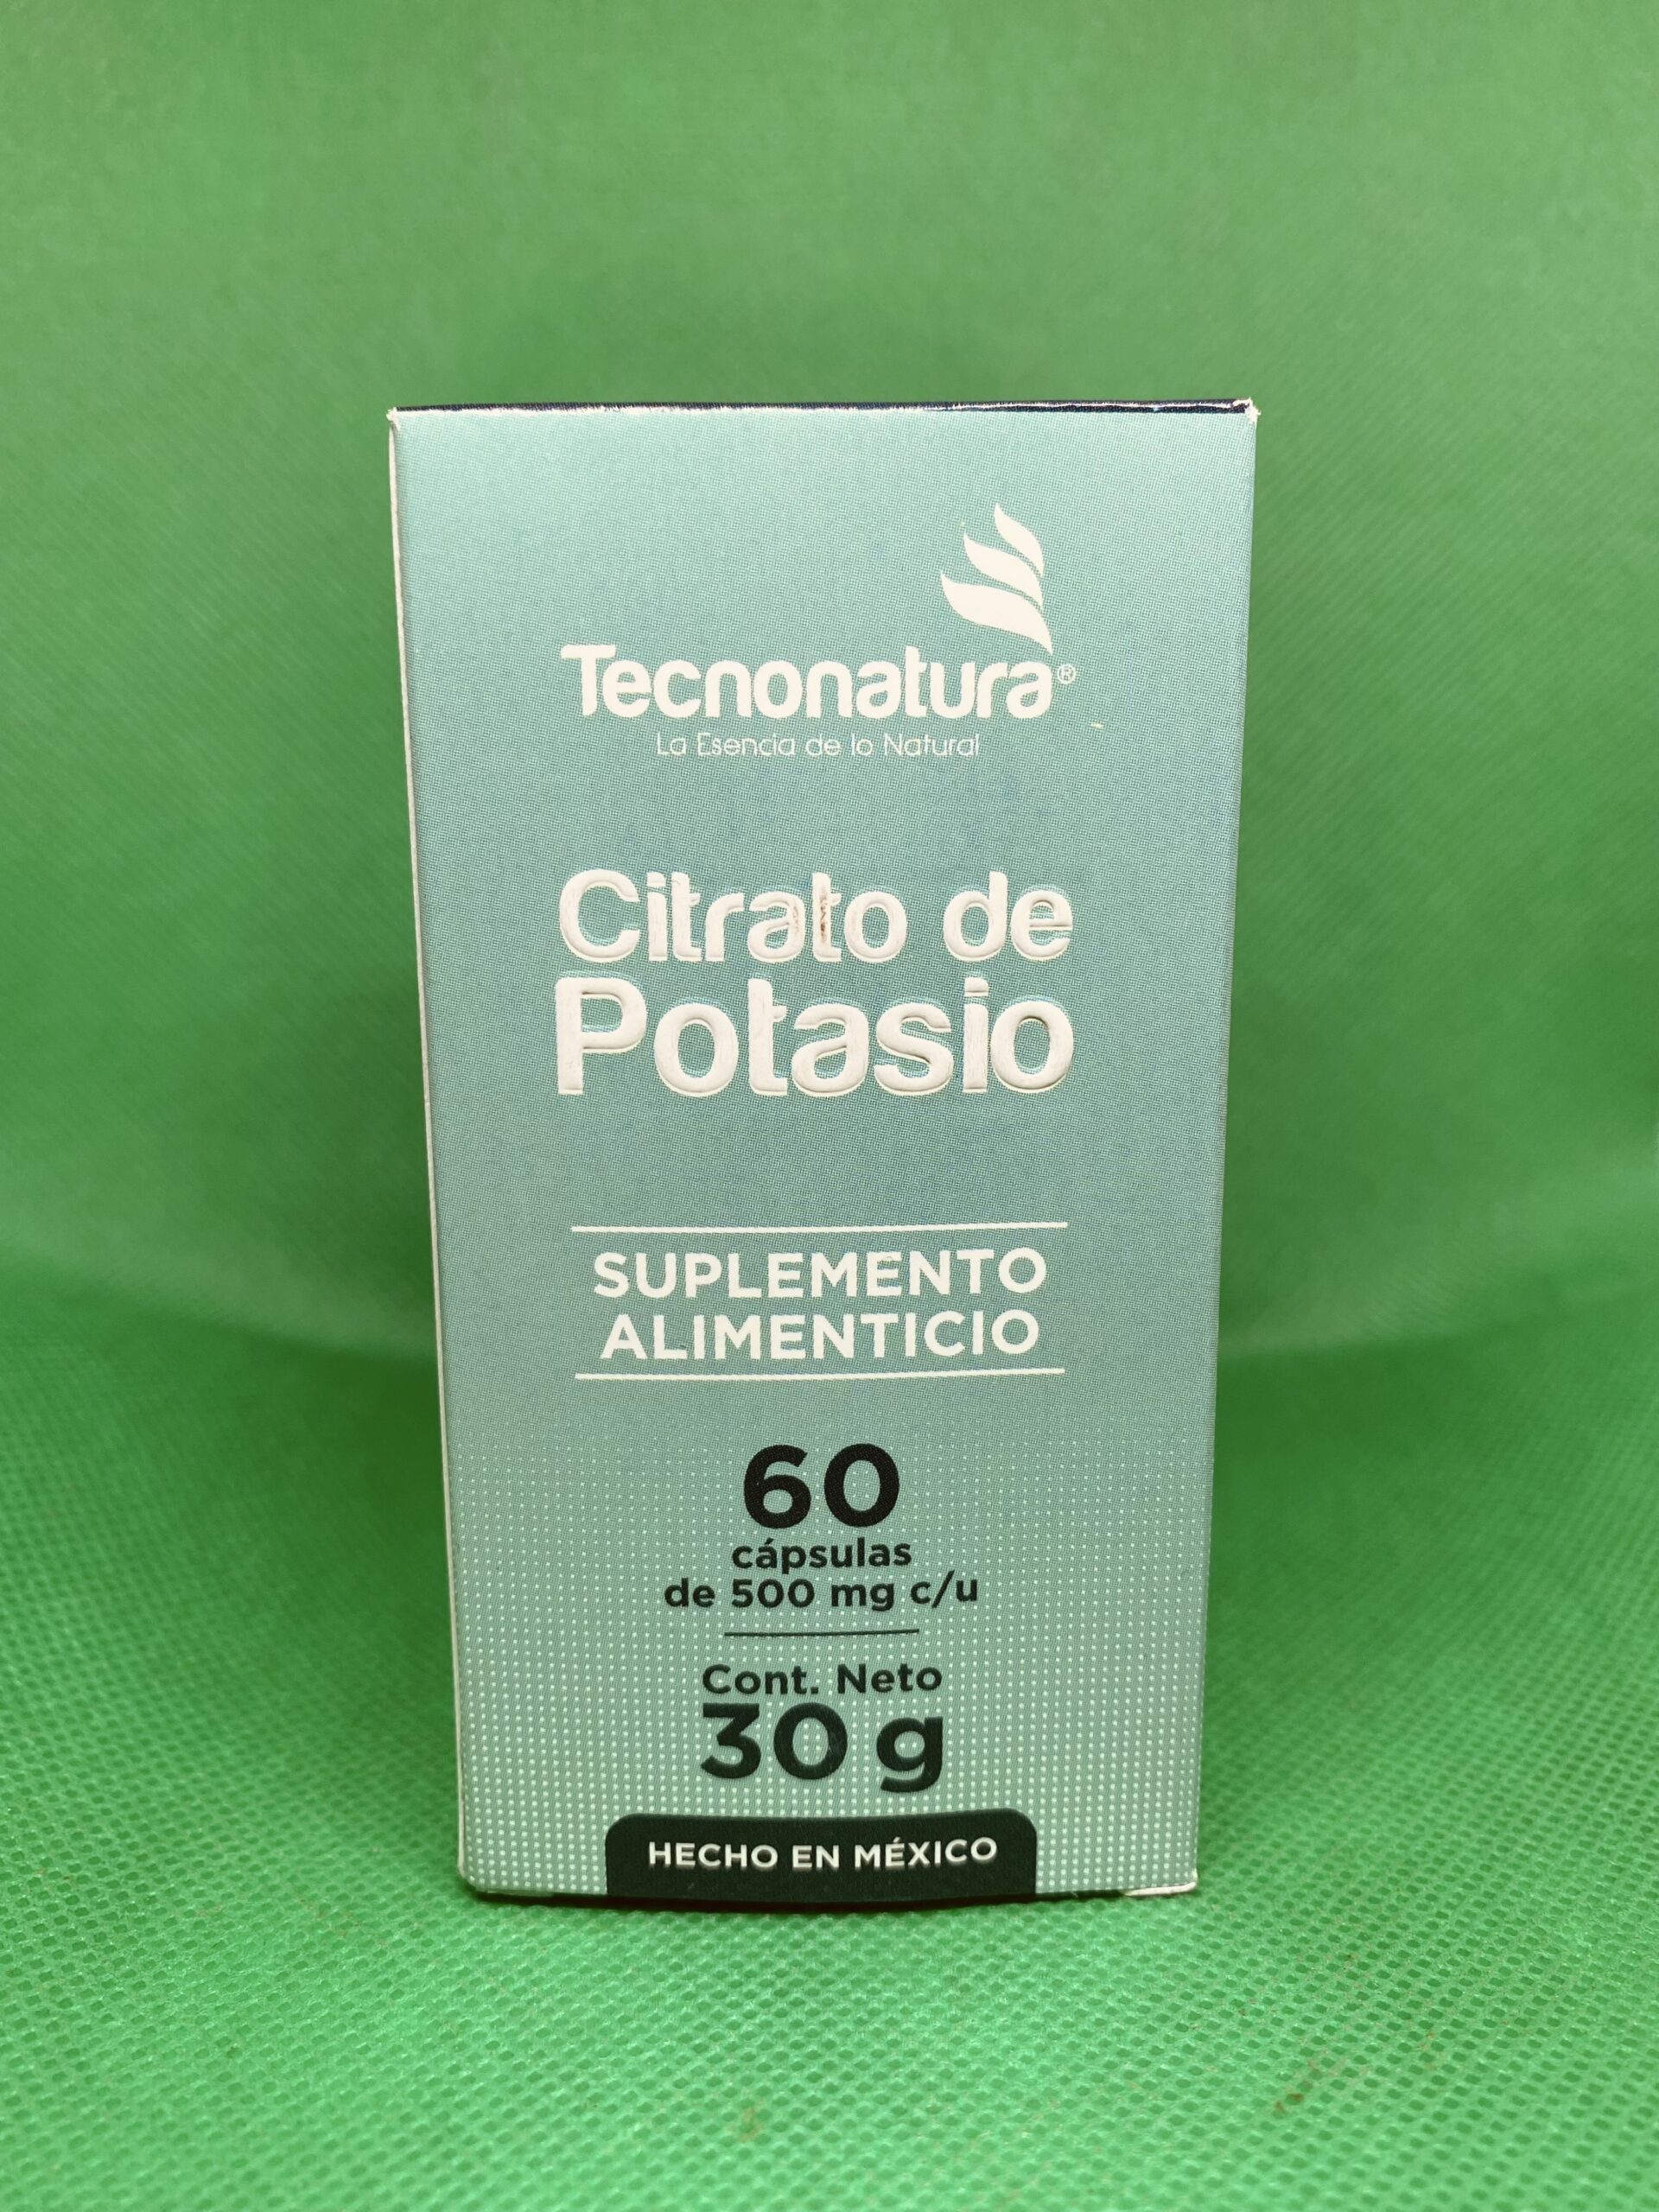 Tecnonatura®
La Esencia de lo Natural
Citrato de
Potasio
SUPLEMENTO
ALIMENTICIO
60
cápsulas
de 500 mg c/u
Cont. Neto
30 g
HECHO EN MÉXICO